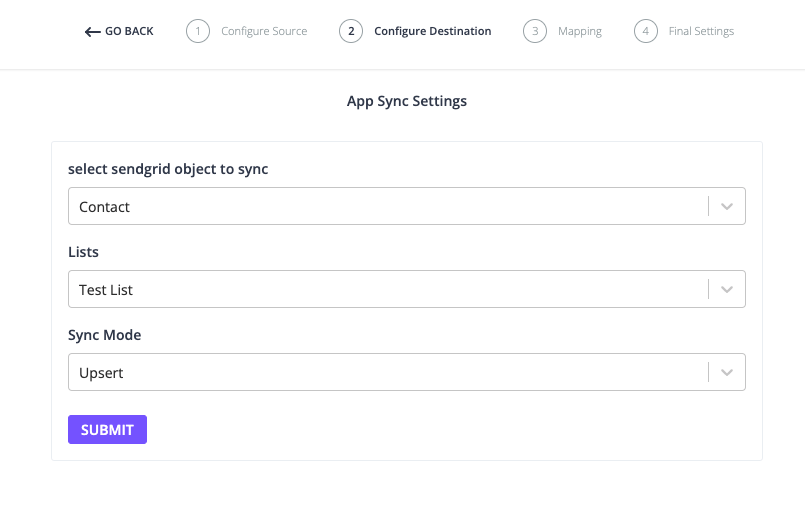 GO BACK 1 Configure Source 2 Configure Destination 3 Mapping 4 Final Settings
App Sync Settings
select sendgrid object to sync
Contact
Lists
Test List
Sync Mode
Upsert
SUBMIT